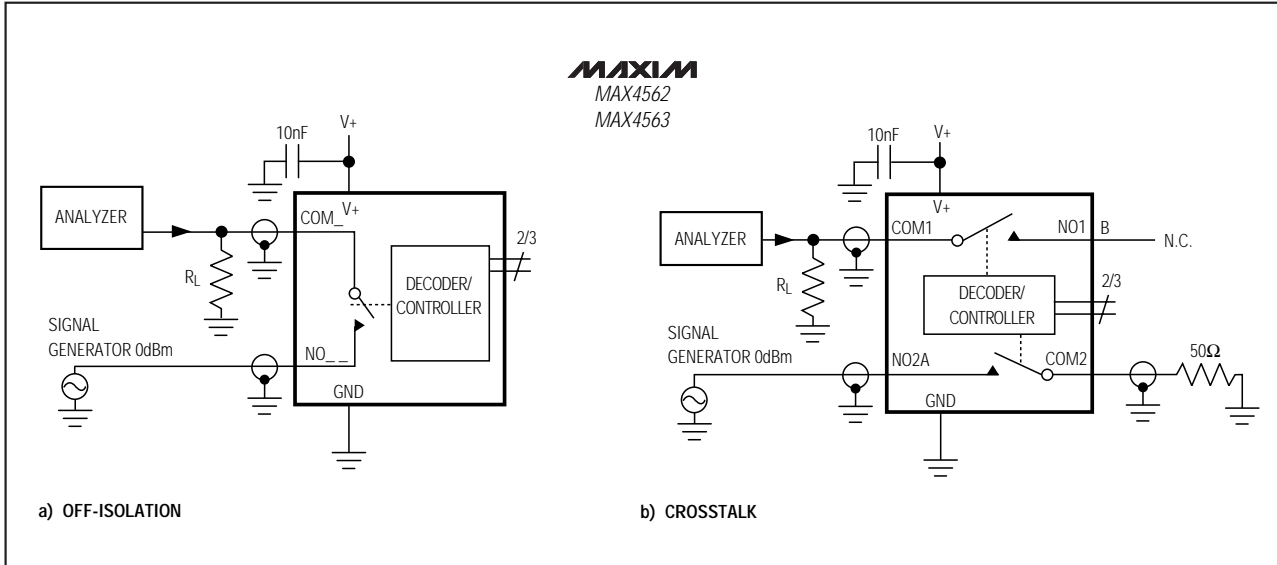 MAXIM
MAX4562
MAX4563
10nF
V+
ANALYZER
COM_
V+
2/3
RL
DECODER/
CONTROLLER
SIGNAL
GENERATOR 0dBm
NO_ _
GND
a) OFF-ISOLATION
10nF
V+
V+
ANALYZER
COM1
NO1
B
N.C.
RL
2/3
DECODER/
CONTROLLER
SIGNAL
GENERATOR 0dBm
NO2A
COM2
50Ω
GND
b) CROSSTALK